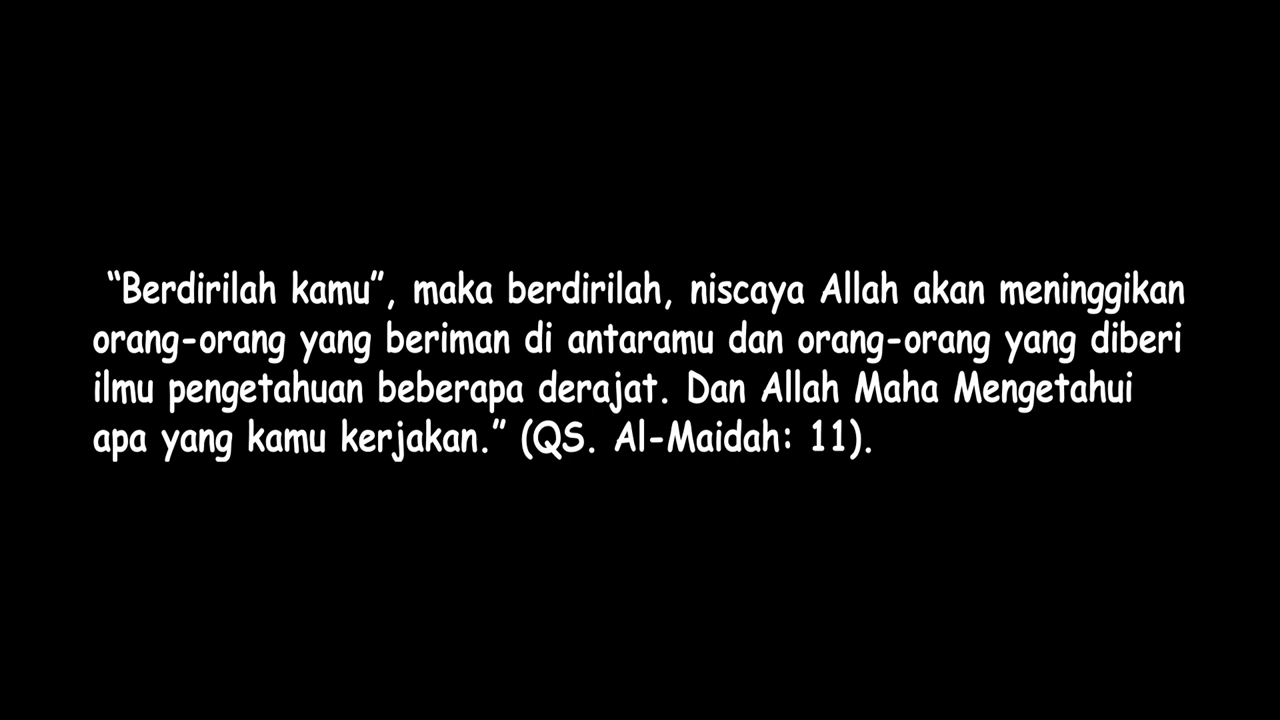 “Berdirilah kamu”, maka berdirilah, niscaya Allah akan meninggikan
orang-orang yang beriman di antaramu dan orang-orang yang diberi
ilmu pengetahuan beberapa derajat. Dan Allah Maha Mengetahui
apa yang kamu kerjakan.” (QS. Al-Maidah: 11).